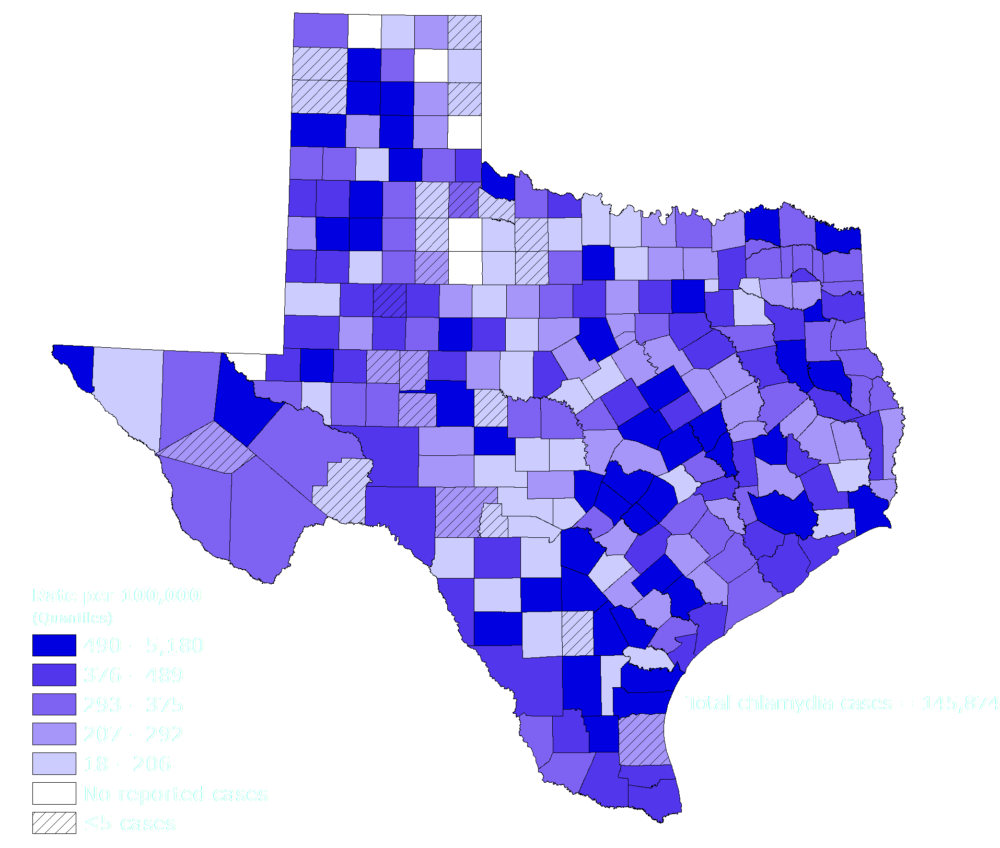 Rate per 100,000
(Quantiles)
490 - 5,180
376 - 489
293 - 375
207 - 292
18 - 206
No reported cases
≤5 cases
Total chlamydia cases = 145,874